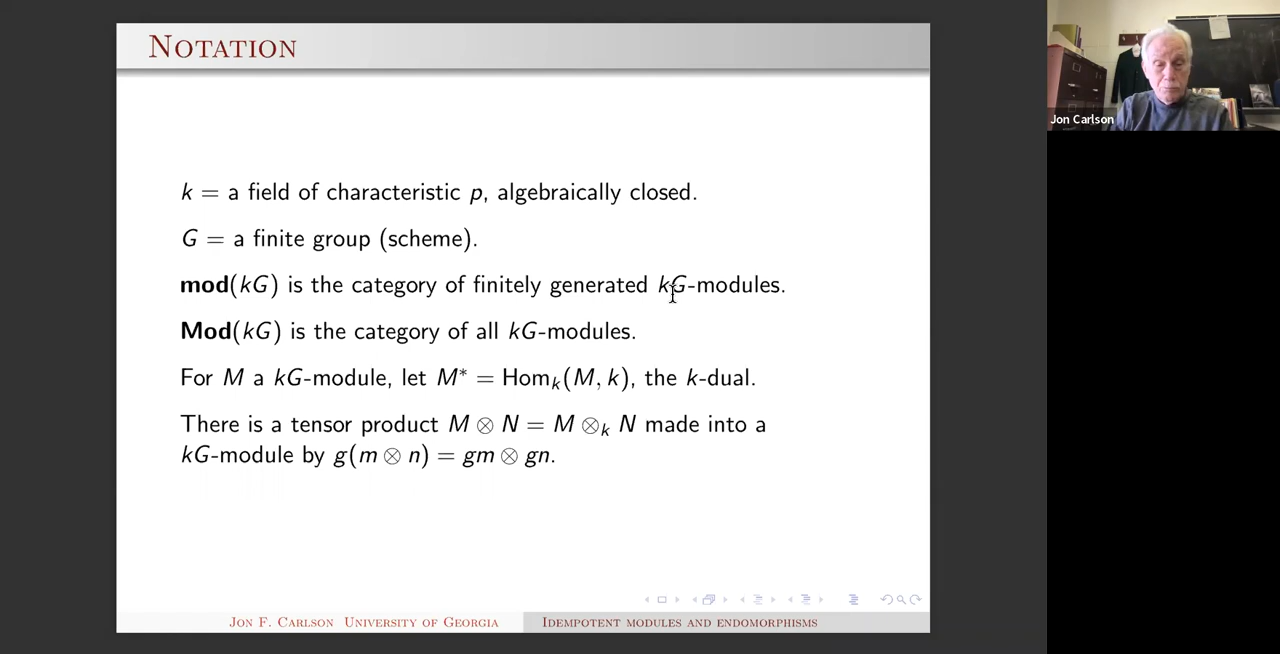 NOTATION
k = a field of characteristic p, algebraically closed.
G = a finite group (scheme).
mod(kG) is the category of finitely generated kG-modules.
Mod(kG) is the category of all kG-modules.
For M a kG-module, let M* = Homₖ(M, k), the k-dual.
There is a tensor product M ⊗ N = M ⊗ₖ N made into a
kG-module by g(m ⊗ n) = gm ⊗ gn.
JON F. CARLSON UNIVERSITY OF GEORGIA
IDEMPOTENT MODULES AND ENDOMORPHISMS
Jon Carlson